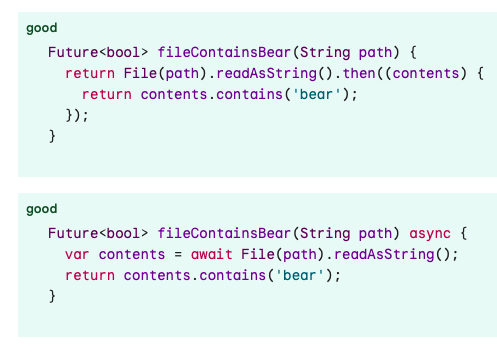 good
Future<bool> fileContainsBear(String path) {
  return File(path).readAsString().then((contents) {
    return contents.contains('bear');
  });
}
good
Future<bool> fileContainsBear(String path) async {
  var contents = await File(path).readAsString();
  return contents.contains('bear');
}